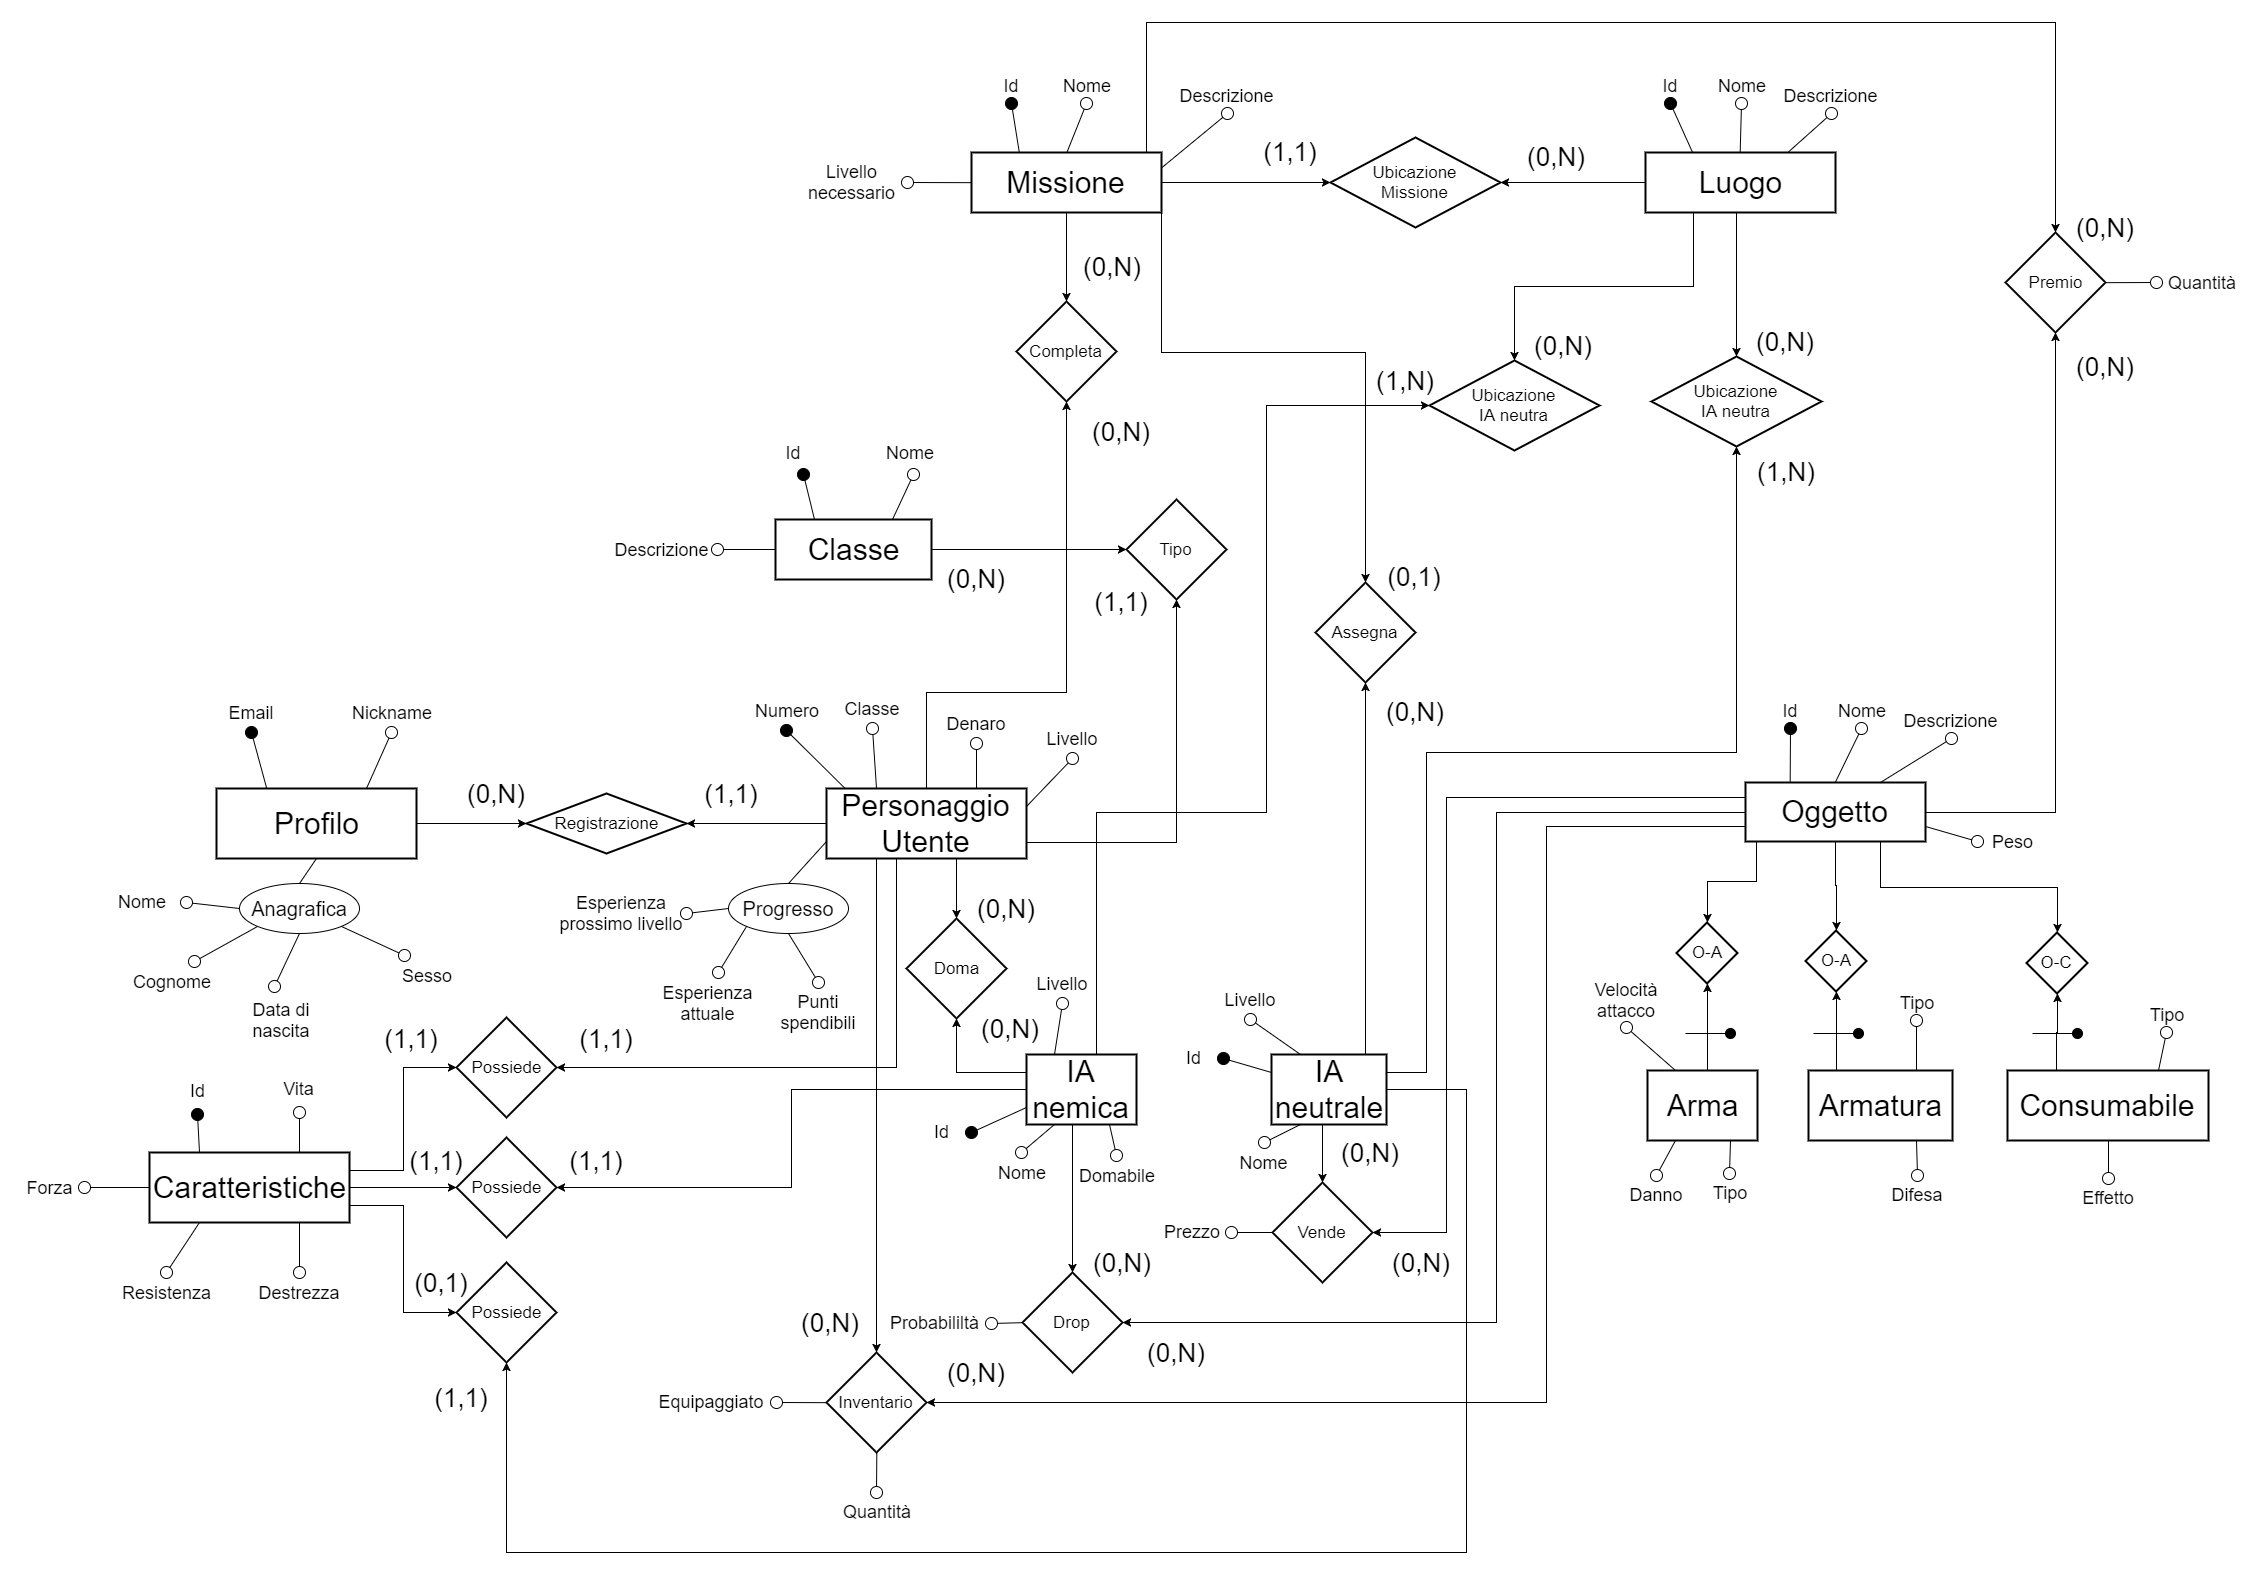 Id
Nome
Descrizione
Livello
necessario
Missione
(1,1)
Ubicazione
Missione
(0,N)
Id
Nome
Descrizione
Luogo
(0,N)
Premio
Quantità
(0,N)
(0,N)
Completa
(0,N)
(0,N)
(1,N)
Ubicazione
IA neutra
(0,N)
Ubicazione
IA neutra
(1,N)
Id
Nome
Descrizione
Classe
(0,N)
Tipo
(1,1)
(0,1)
Assegna
(0,N)
Email
Nickname
Profilo
(0,N)
Registrazione
(1,1)
Anagrafica
Nome
Cognome
Data di
nascita
Sesso
Numero
Classe
Denaro
Livello
Personaggio
Utente
Progresso
Esperienza
prossimo livello
Esperienza
attuale
Punti
spendibili
(0,N)
Doma
(0,N)
Id
Nome
Descrizione
Oggetto
Peso
O-A
O-A
O-C
Velocità
attacco
Arma
Danno
Tipo
Tipo
Armatura
Difesa
Tipo
Consumabile
Effetto
Livello
IA
nemica
Id
Nome
Domabile
Livello
Id
IA
neutrale
Nome
(0,N)
Prezzo
Vende
(0,N)
(1,1)
Possiede
(1,1)
Id
Vita
Forza
Caratteristiche
Resistenza
Destrezza
(1,1)
Possiede
(1,1)
(0,1)
Possiede
(1,1)
(0,N)
Probabililtà
Drop
(0,N)
(0,N)
(0,N)
Equipaggiato
Inventario
Quantità